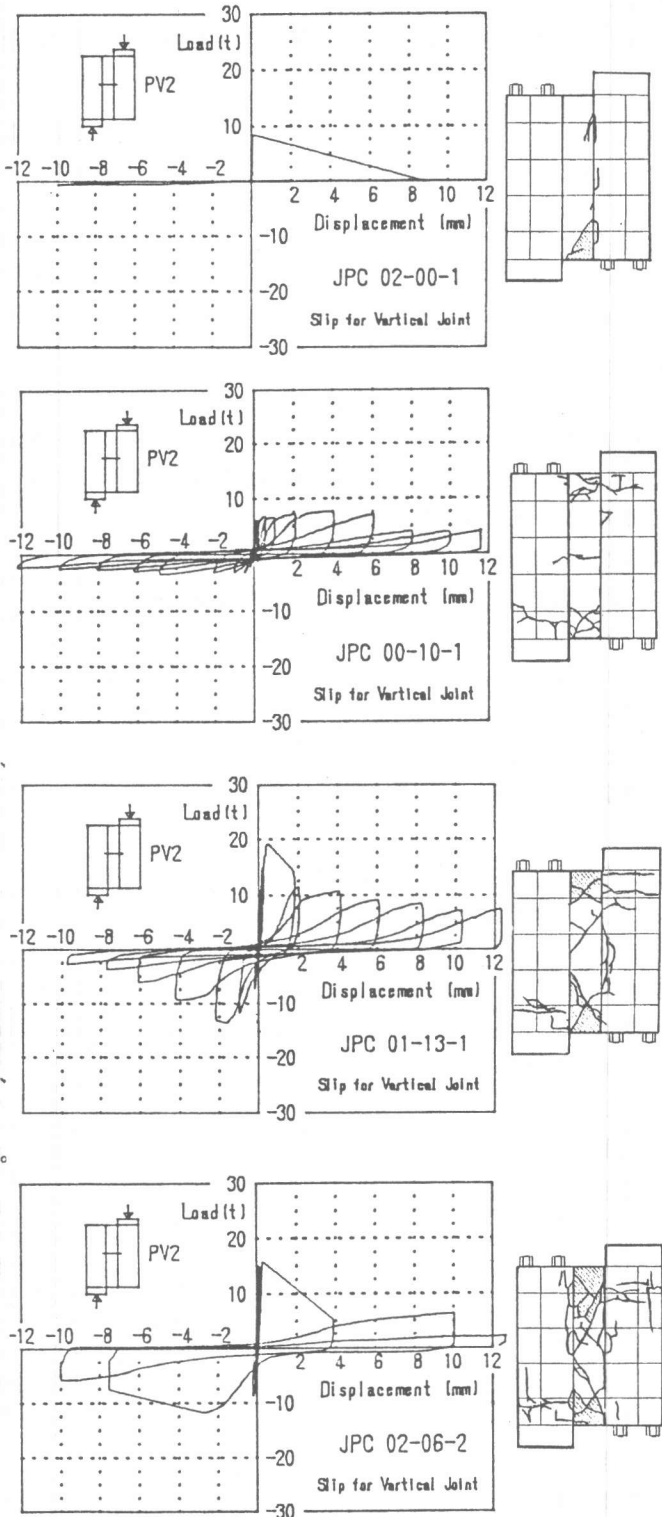 30
Load(t)
PV2
20
10
-12 -10 -8 -6 -4 -2
2 4 6 8 10 12
Displacement (mm)
-10
JPC 02-00-1
-20
Slip for Vertical Joint
-30
30
Load(t)
PV2
20
10
-12 -10 -8 -6 -4 -2
2 4 6 8 10 12
Displacement (mm)
-10
JPC 00-10-1
-20
Slip for Vertical Joint
-30
30
Load(t)
PV2
20
10
-12 -10 -8 -6 -4 -2
2 4 6 8 10 12
Displacement (mm)
-10
JPC 01-13-1
-20
Slip for Vertical Joint
-30
30
Load(t)
PV2
20
10
-12 -10 -8 -6 -4 -2
2 4 6 8 10 12
Displacement (mm)
-10
JPC 02-06-2
-20
Slip for Vertical Joint
-30